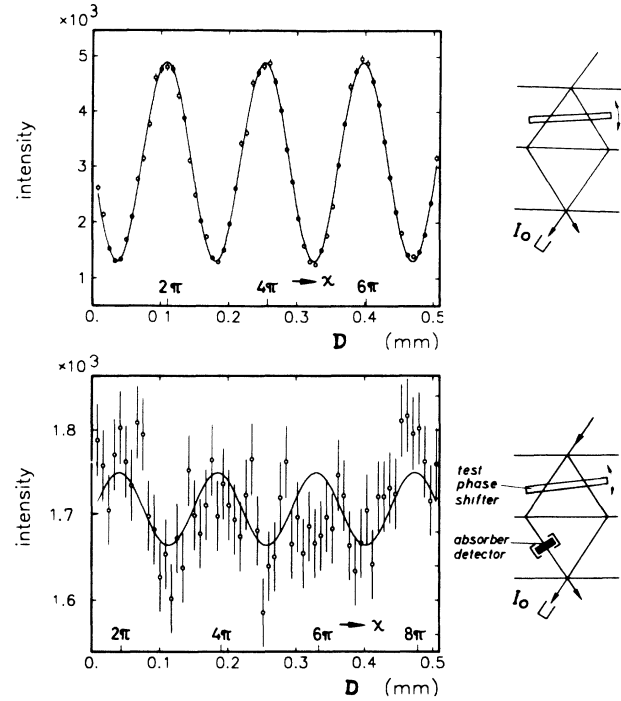 ×10³
5
4
3
2
1
intensity
2π 4π → χ 6π
0. 0.1 0.2 0.3 0.4 0.5
D (mm)
I₀
×10³
1.8
1.7
1.6
intensity
2π 4π 6π → χ 8π
0. 0.1 0.2 0.3 0.4 0.5
D (mm)
test
phase
shifter
absorber
detector
I₀